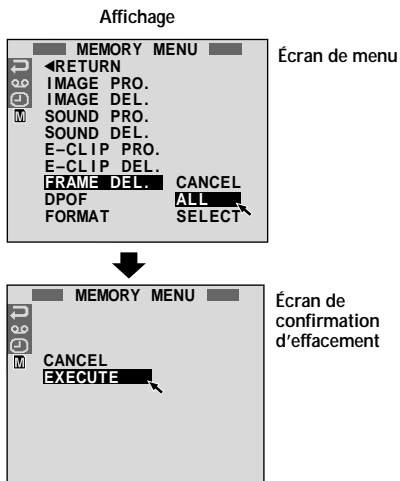 Affichage
MEMORY MENU
Écran de menu
◄RETURN
IMAGE PRO.
IMAGE DEL.
M SOUND PRO.
SOUND DEL.
E–CLIP PRO.
E–CLIP DEL.
FRAME DEL. CANCEL
DPOF ALL
FORMAT SELECT
MEMORY MENU
Écran de
confirmation
d'effacement
M CANCEL
EXECUTE